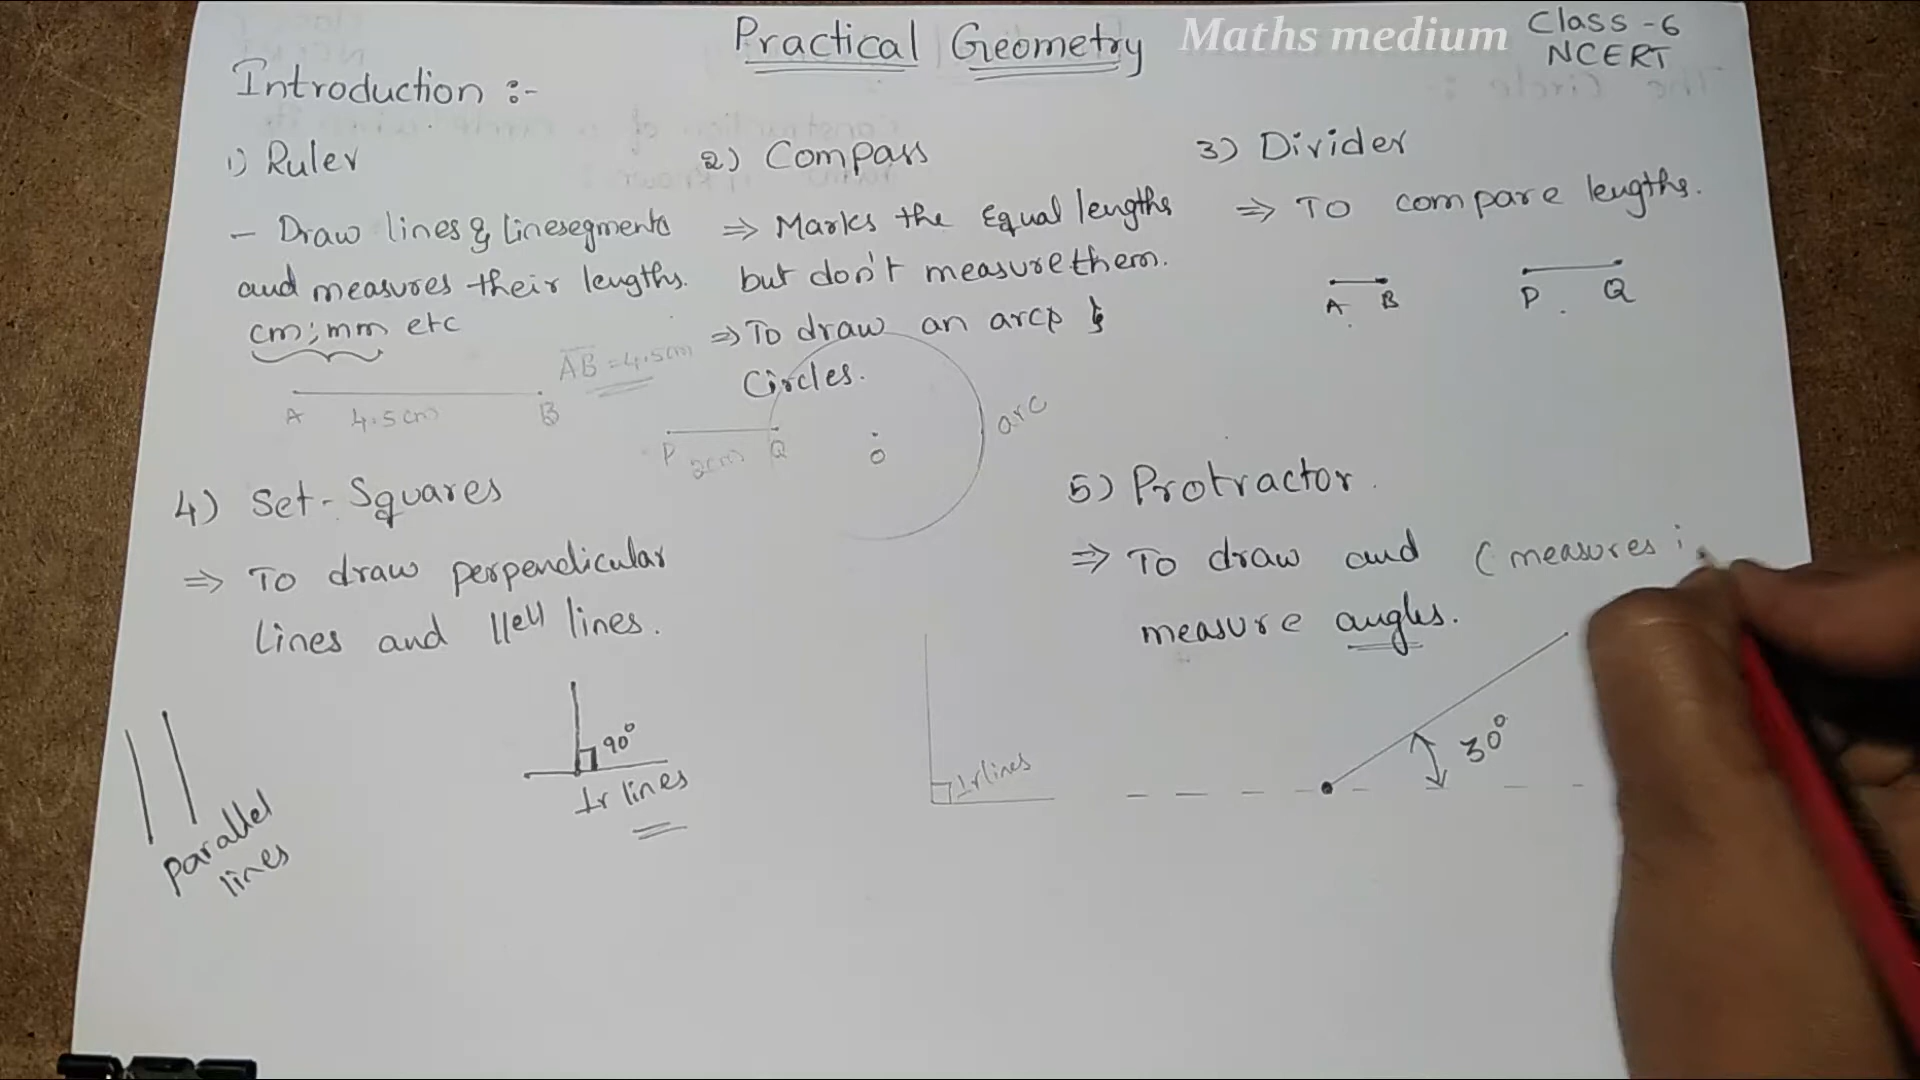 Practical Geometry
Maths medium
Class - 6
NCERT
Introduction :-
1) Ruler
- Draw lines & linesegments
and measures their lengths.
cm; mm etc
AB = 4.5cm
A 4.5cm B
2) Compass
⇒ Marks the Equal lengths
but don't measure them.
⇒ To draw an arcs &
Circles.
P 2cm Q
O
arc
3) Divider
⇒ To compare lengths.
A B
P Q
4) Set-Squares
⇒ To draw perpendicular
lines and ||el lines.
parallel
lines
90°
⊥r lines
⊥r lines
5) Protractor.
⇒ To draw and (measures i
measure angles.
30°